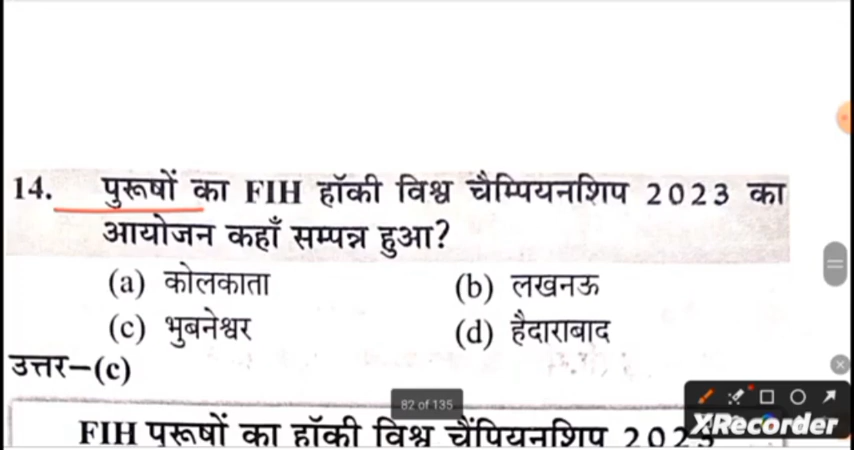 14. पुरूषों का FIH हॉकी विश्व चैम्पियनशिप 2023 का
आयोजन कहाँ सम्पन्न हुआ?
(a) कोलकाता (b) लखनऊ
(c) भुबनेश्वर (d) हैदाराबाद
उत्तर–(c)
82 of 135
FIH पुरूषों का हॉकी विश्व चैंपियनशिप 2023
XRecorder